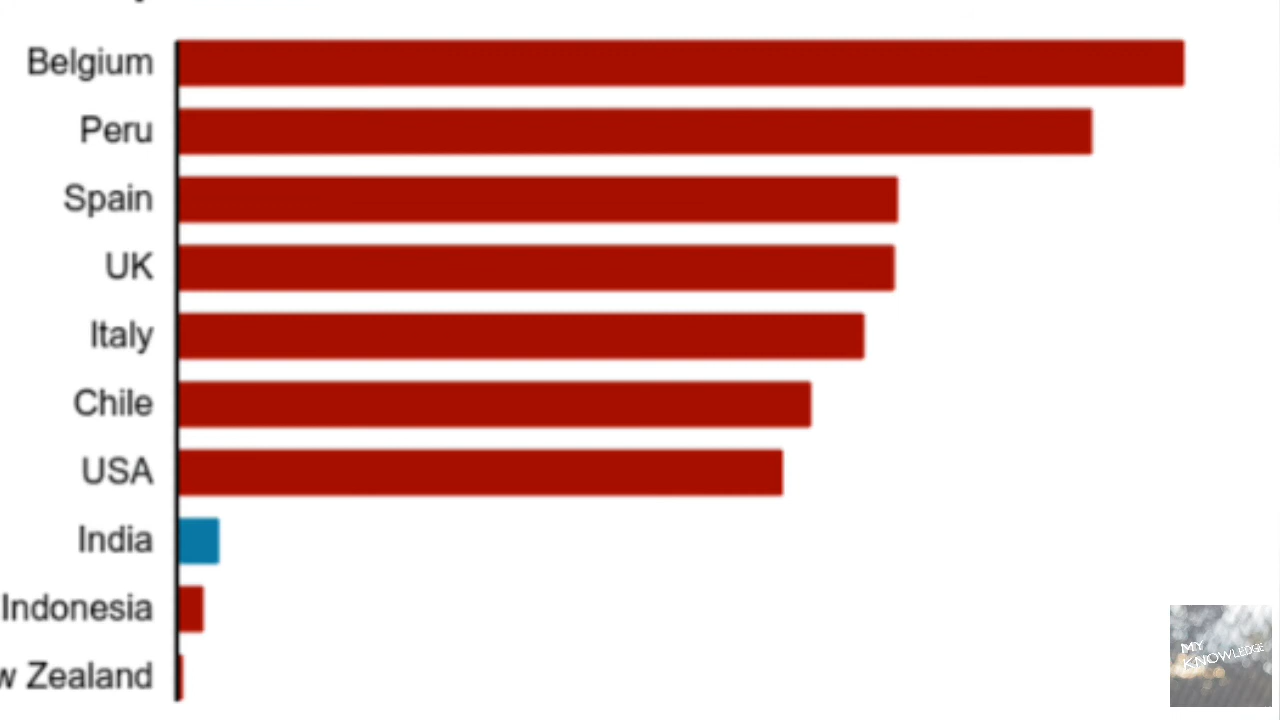 Belgium
Peru
Spain
UK
Italy
Chile
USA
India
Indonesia
w Zealand
MY
KNOWLEDGE